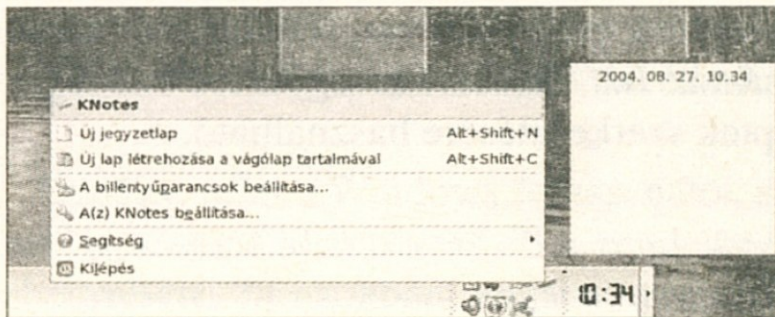 2004. 08. 27. 10.34
KNotes
Új jegyzetlap Alt+Shift+N
Új lap létrehozása a vágólap tartalmával Alt+Shift+C
A billentyűparancsok beállítása...
A(z) KNotes beállítása...
Segítség
Kilépés
10:34